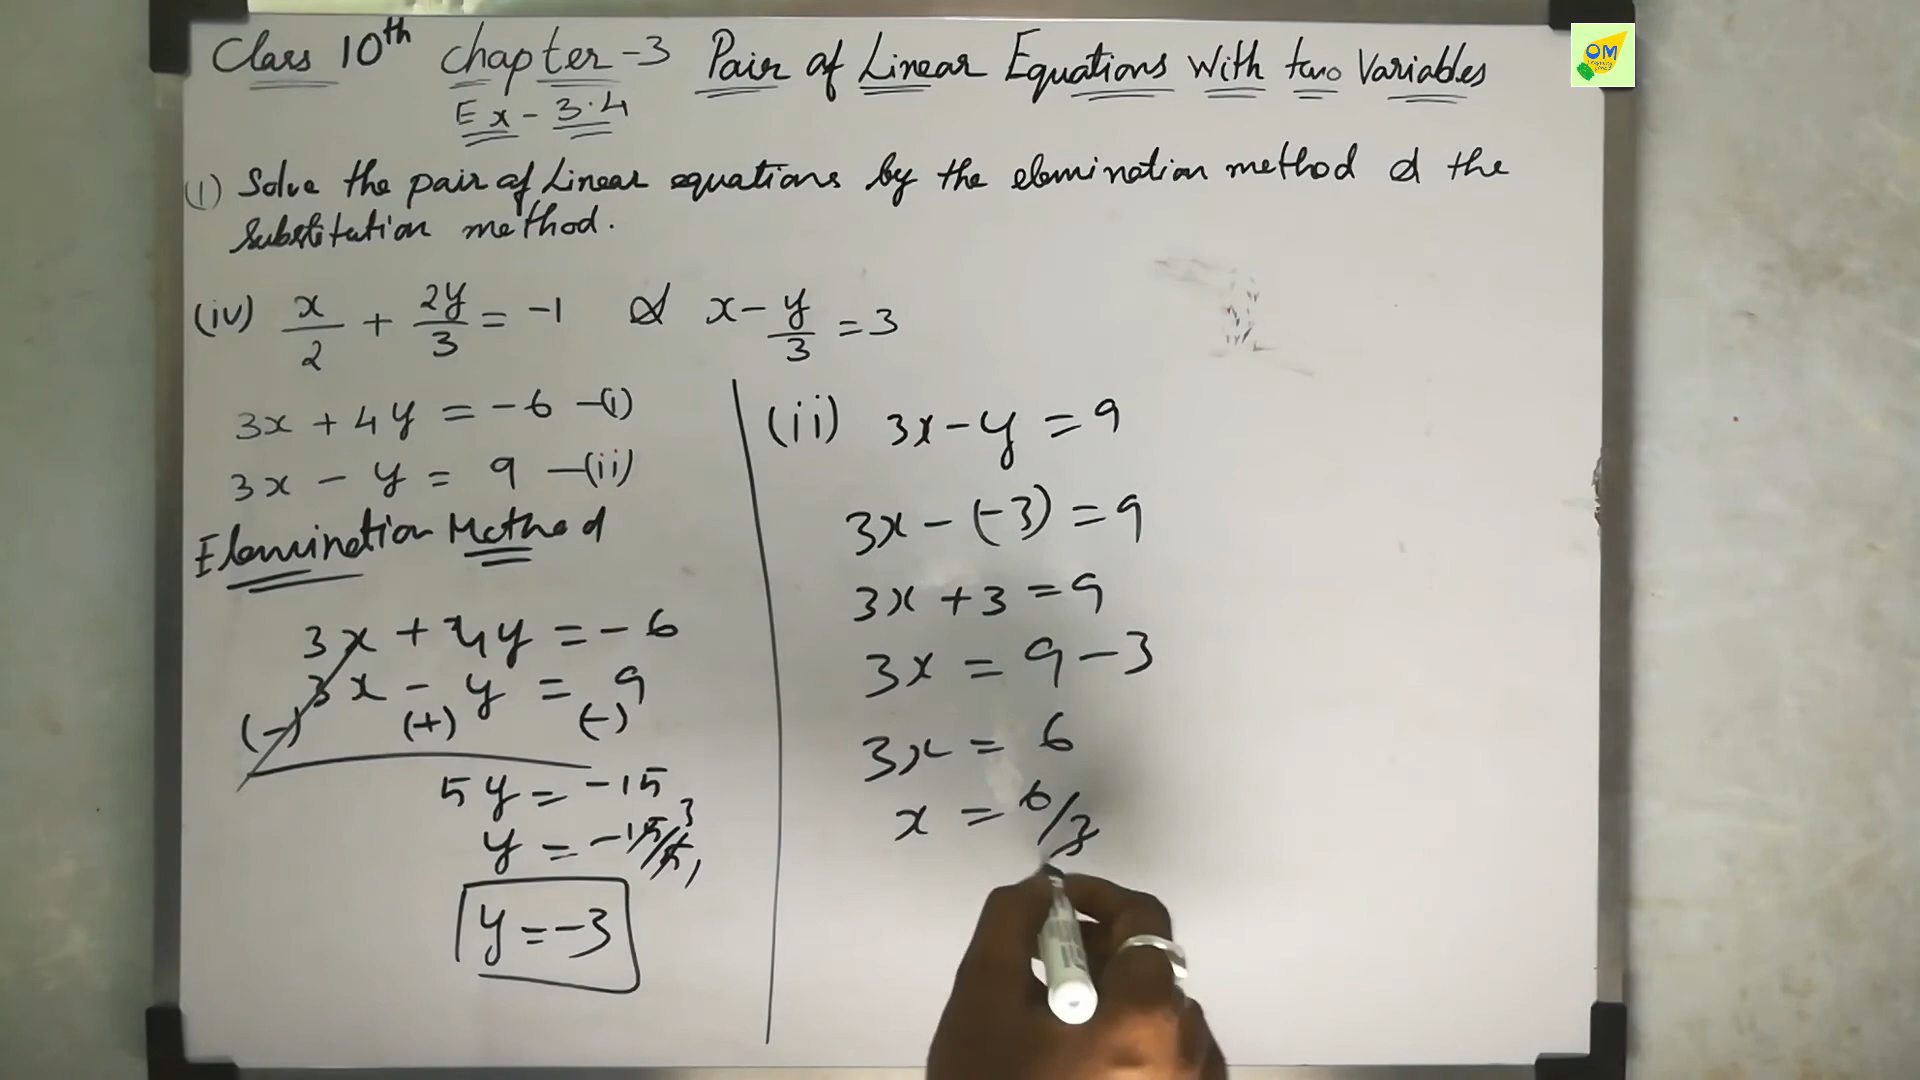 Class 10th chapter-3 Pair of Linear Equations With two Variables
Ex-3.4
(1) Solve the pair of Linear equations by the elemination method & the
Substitution method.
(iv) x/2 + 2y/3 = -1 & x - y/3 = 3
3x + 4y = -6 -(i)
3x - y = 9 -(ii)
Elemination Method
3x + 4y = -6
3x - y = 9
(-) (+) (-)
5y = -15
y = -15/5 3 1
y = -3
(ii) 3x - y = 9
3x - (-3) = 9
3x + 3 = 9
3x = 9 - 3
3x = 6
x = 6/3
OM